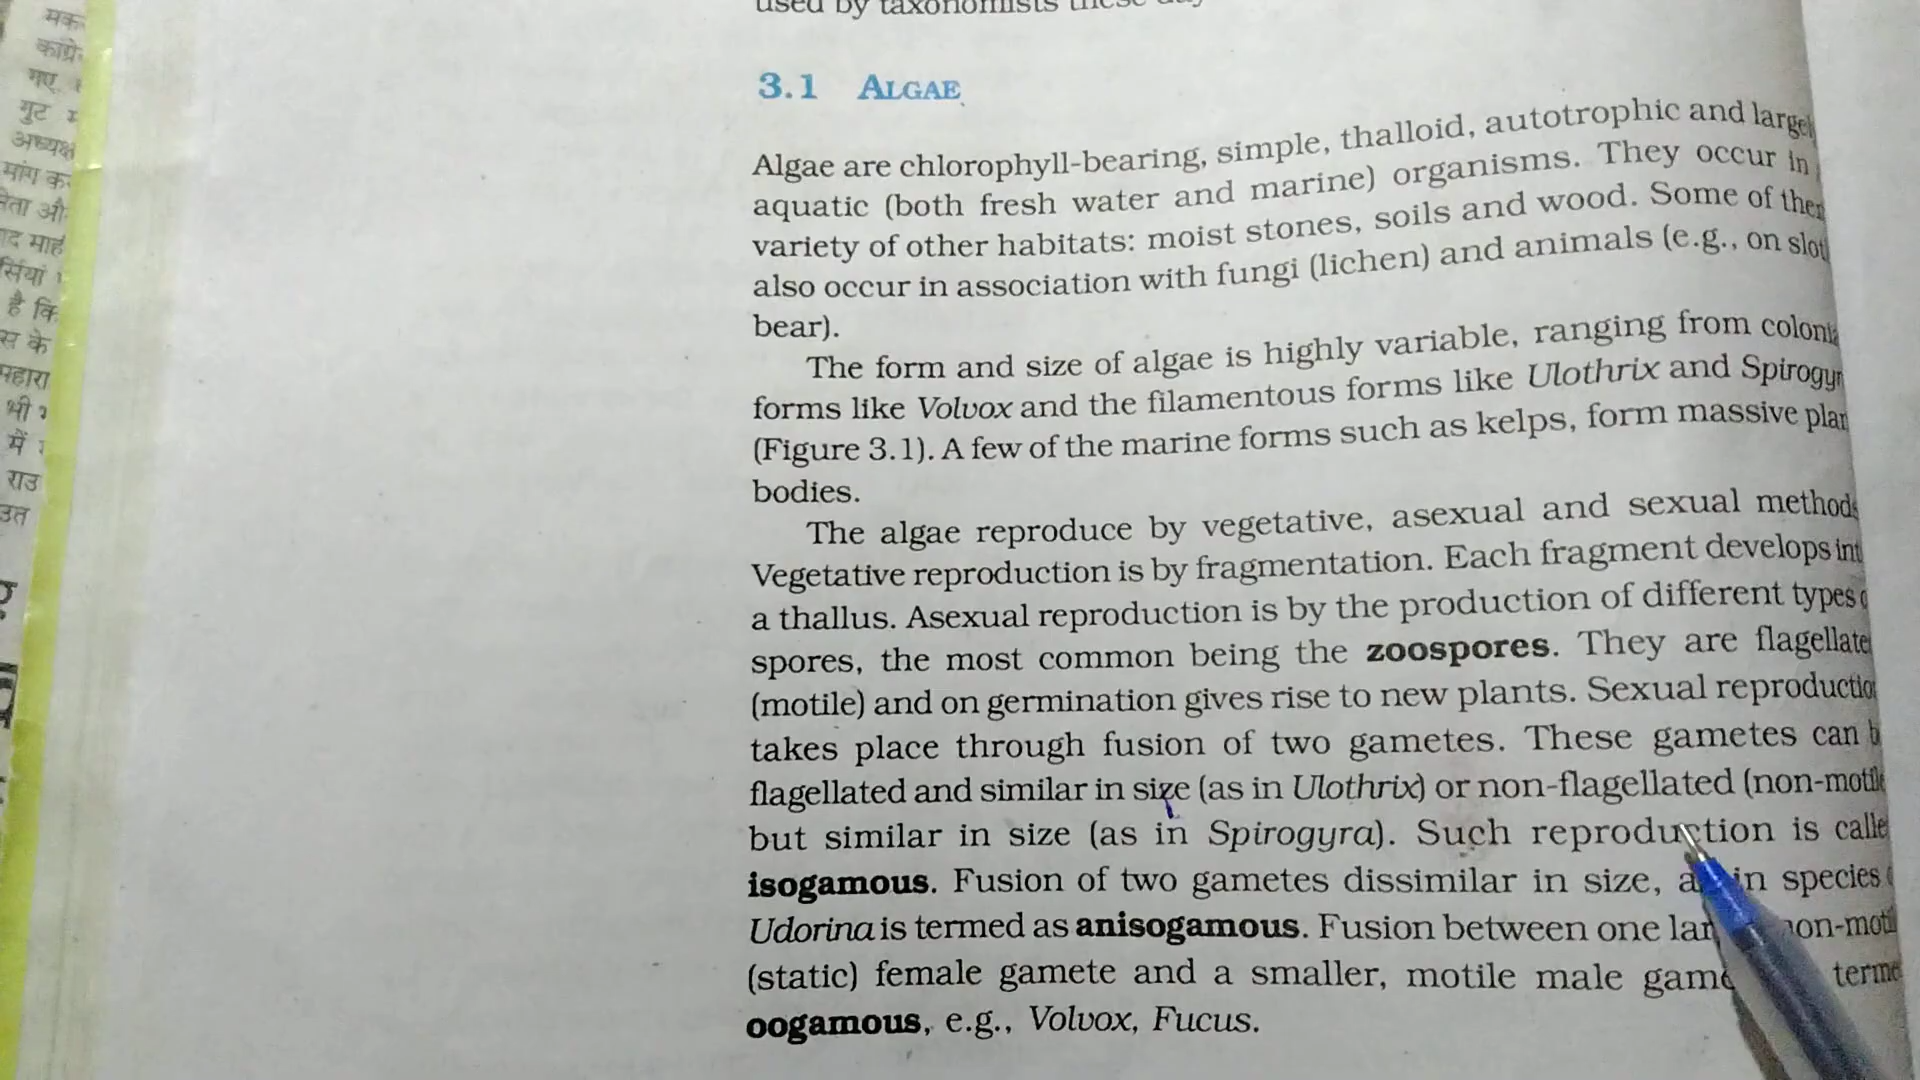 used by taxonomists these day
3.1 ALGAE
Algae are chlorophyll-bearing, simple, thalloid, autotrophic and
aquatic (both fresh water and marine) organisms. They occur in
variety of other habitats: moist stones, soils and wood. Some of
also occur in association with fungi (lichen) and animals (e.g., on
bear).
The form and size of algae is highly variable, ranging from
forms like Volvox and the filamentous forms like Ulothrix and
(Figure 3.1). A few of the marine forms such as kelps, form massive
bodies.
The algae reproduce by vegetative, asexual and sexual
Vegetative reproduction is by fragmentation. Each fragment develops
a thallus. Asexual reproduction is by the production of different types
spores, the most common being the zoospores. They are
(motile) and on germination gives rise to new plants. Sexual
takes place through fusion of two gametes. These gametes can
flagellated and similar in size (as in Ulothrix) or non-flagellated
but similar in size (as in Spirogyra). Such reproduction is
isogamous. Fusion of two gametes dissimilar in size, in species
Udorina is termed as anisogamous. Fusion between one
(static) female gamete and a smaller, motile male
oogamous, e.g., Volvox, Fucus.
गुट
है
स के
भी
में
राउ